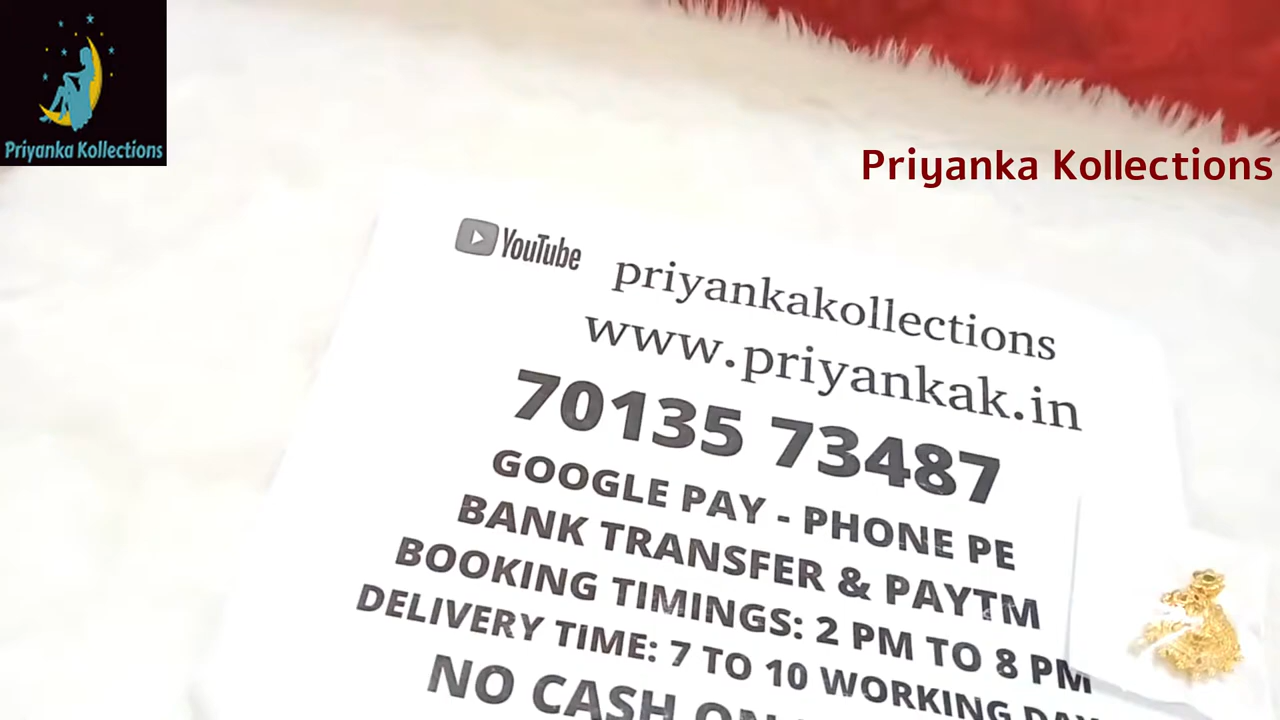 Priyanka Kollections
Priyanka Kollections
YouTube priyankakollections
www.priyankak.in
70135 73487
GOOGLE PAY - PHONE PE
BANK TRANSFER & PAYTM
BOOKING TIMINGS: 2 PM TO 8 PM
DELIVERY TIME: 7 TO 10 WORKING
NO CASH ON